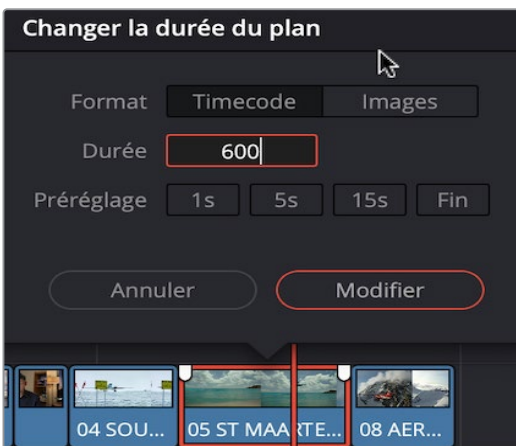 Changer la durée du plan
Format Timecode Images
Durée 600
Préréglage 1s 5s 15s Fin
Annuler Modifier
04 SOU... 05 ST MAARTE... 08 AER...